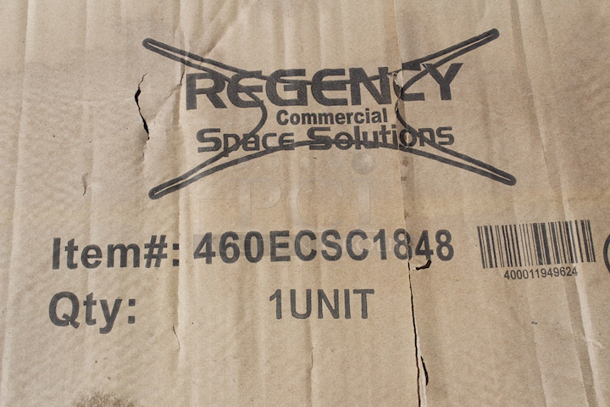 REGENCY
Commercial
Space Solutions
Item#: 460ECSC1848
400011949624
Qty: 1UNIT